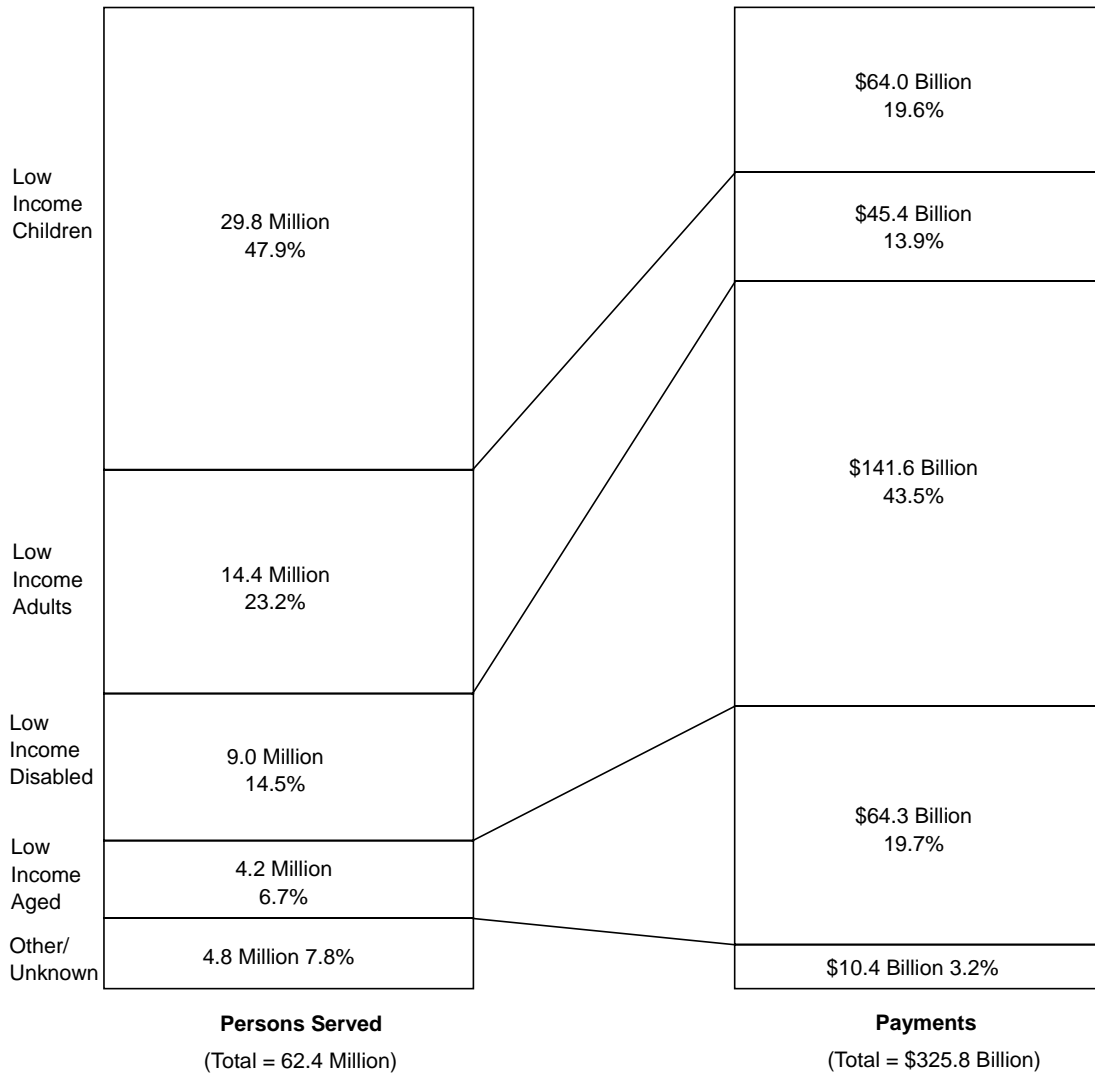 Low
Income
Children
29.8 Million
47.9%
Low
Income
Adults
14.4 Million
23.2%
Low
Income
Disabled
9.0 Million
14.5%
Low
Income
Aged
4.2 Million
6.7%
Other/
Unknown
4.8 Million 7.8%
Persons Served
(Total = 62.4 Million)
$64.0 Billion
19.6%
$45.4 Billion
13.9%
$141.6 Billion
43.5%
$64.3 Billion
19.7%
$10.4 Billion 3.2%
Payments
(Total = $325.8 Billion)